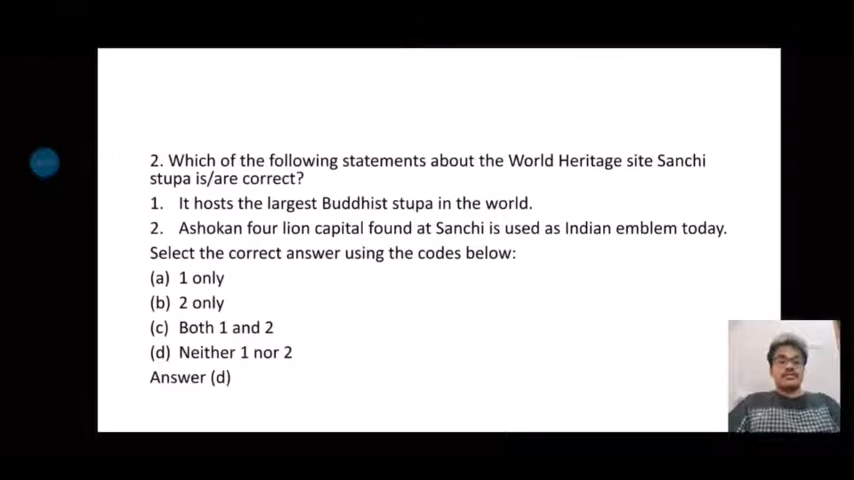 2. Which of the following statements about the World Heritage site Sanchi
stupa is/are correct?
1. It hosts the largest Buddhist stupa in the world.
2. Ashokan four lion capital found at Sanchi is used as Indian emblem today.
Select the correct answer using the codes below:
(a) 1 only
(b) 2 only
(c) Both 1 and 2
(d) Neither 1 nor 2
Answer (d)